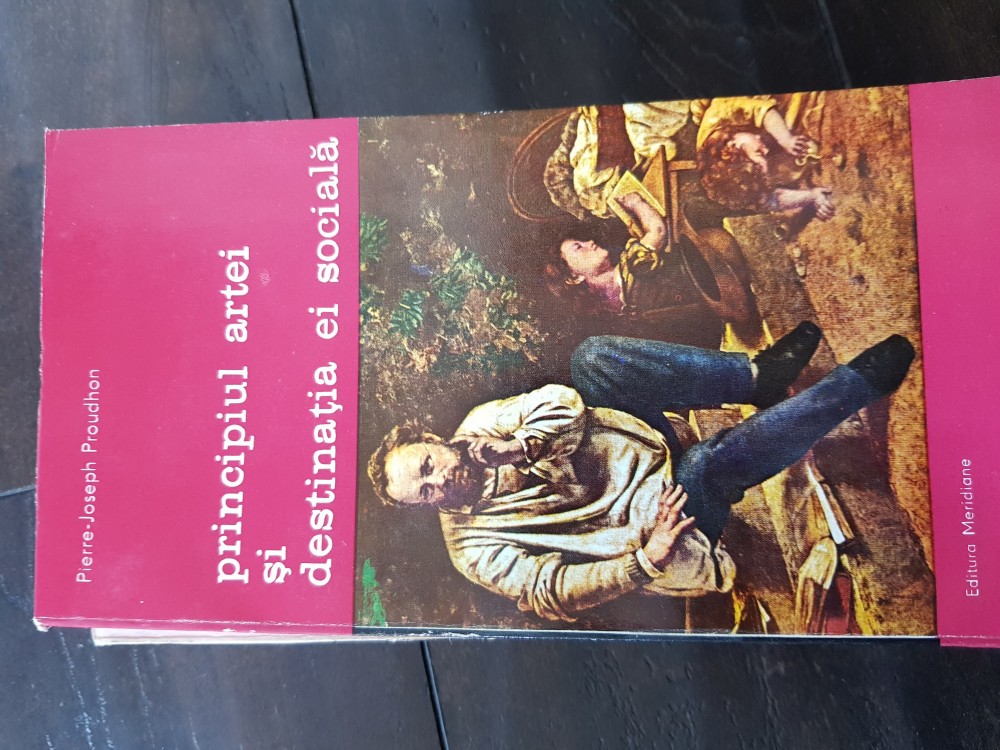 Pierre-Joseph Proudhon
principiul artei
și
destinația ei socială
Editura Meridiane